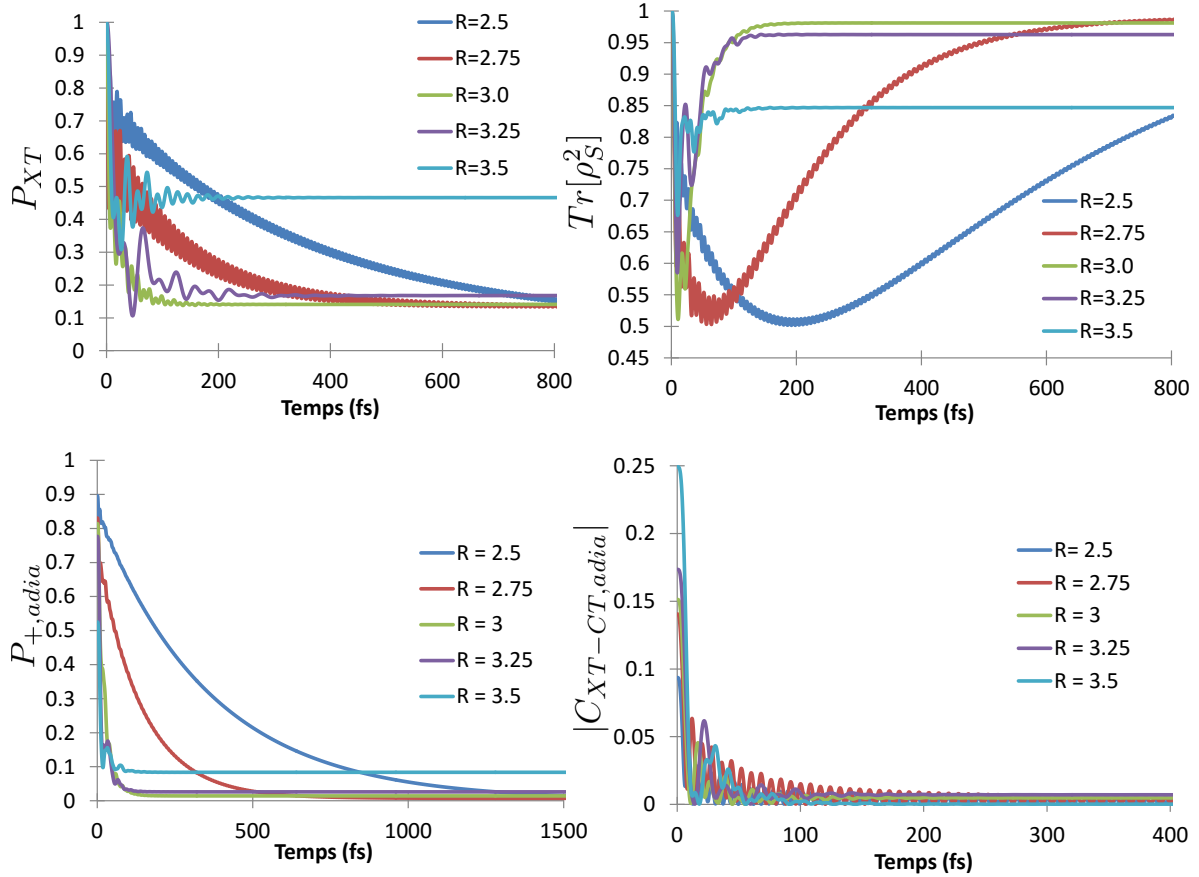 P_{XT}
1
0.9
0.8
0.7
0.6
0.5
0.4
0.3
0.2
0.1
0
0
200
400
600
800
Temps (fs)
R=2.5
R=2.75
R=3.0
R=3.25
R=3.5
Tr[ρ_S^2]
1
0.95
0.9
0.85
0.8
0.75
0.7
0.65
0.6
0.55
0.5
0.45
0
200
400
600
800
Temps (fs)
R=2.5
R=2.75
R=3.0
R=3.25
R=3.5
P_{+,adia}
1
0.9
0.8
0.7
0.6
0.5
0.4
0.3
0.2
0.1
0
0
500
1000
1500
Temps (fs)
R = 2.5
R = 2.75
R = 3
R = 3.25
R = 3.5
|C_{XT-CT,adia}|
0.25
0.2
0.15
0.1
0.05
0
0
100
200
300
400
Temps (fs)
R= 2.5
R = 2.75
R = 3
R = 3.25
R = 3.5